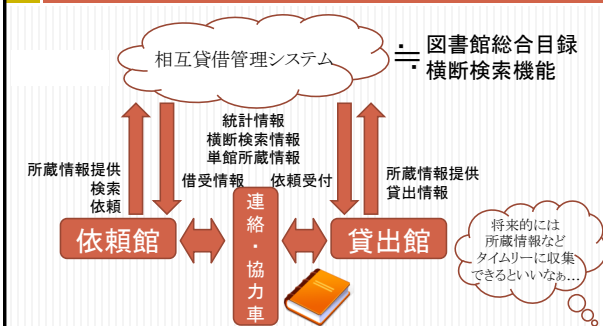 相互貸借管理システム
≒
図書館総合目録
横断検索機能
統計情報
横断検索情報
単館所蔵情報
所蔵情報提供
検索
依頼
借受情報
依頼受付
所蔵情報提供
貸出情報
依頼館
連絡・協力車
貸出館
将来的には
所蔵情報など
タイムリーに収集
できるといいなぁ…